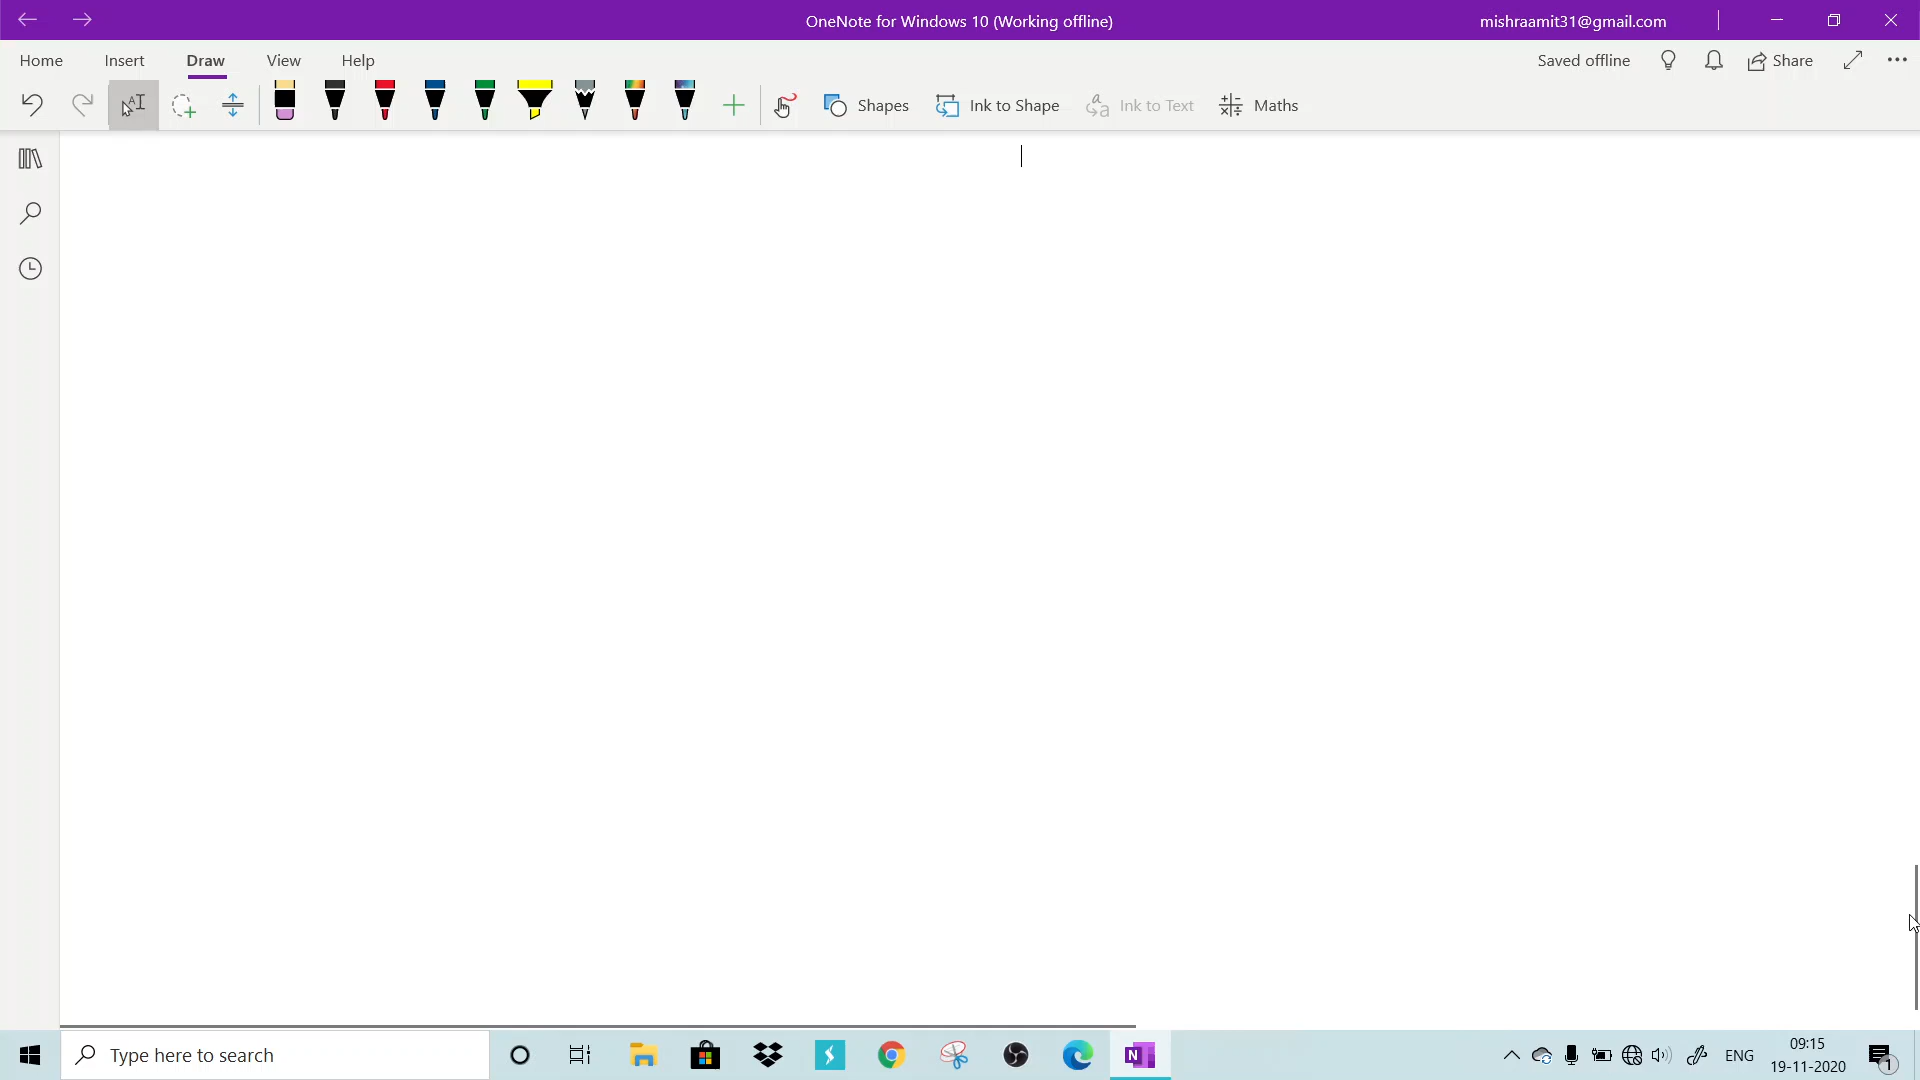 OneNote for Windows 10 (Working offline)
mishraamit31@gmail.com
Home Insert Draw View Help
Saved offline Share
Shapes Ink to Shape Ink to Text Maths
Type here to search
ENG
09:15
19-11-2020
1